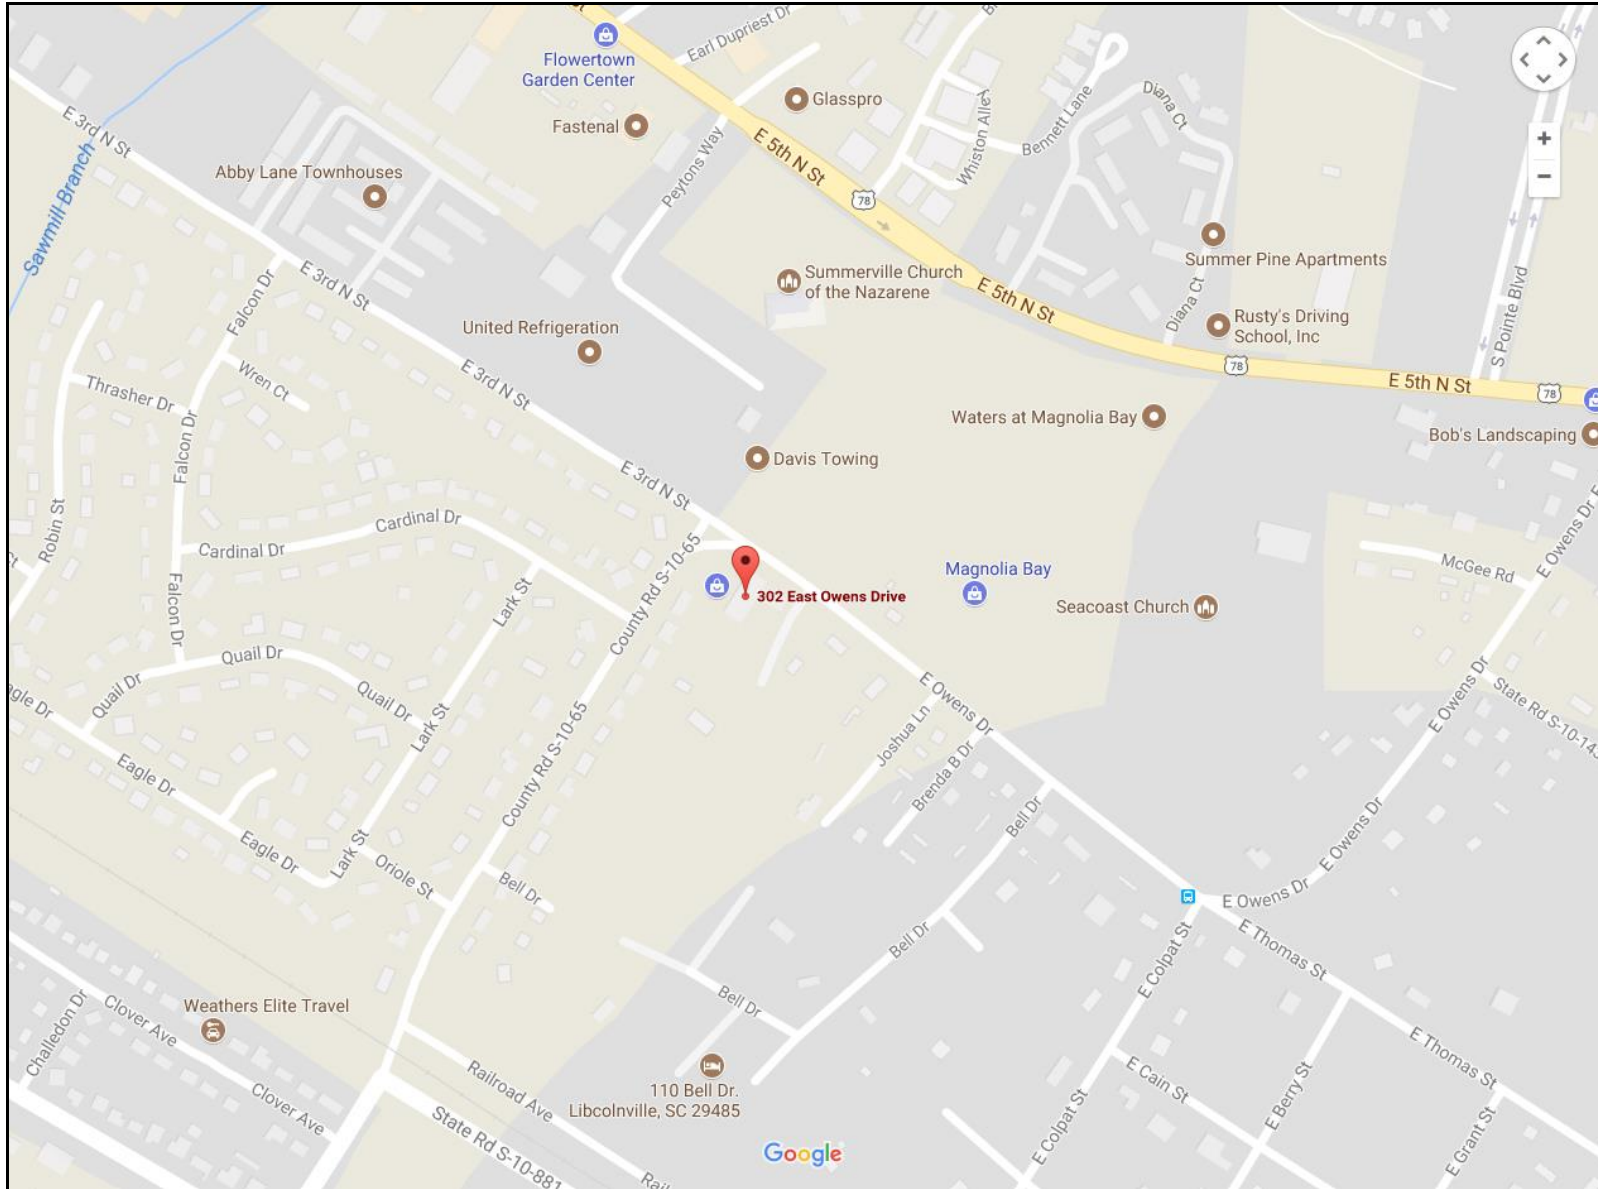 Earl Dupriest Dr
Flowertown
Garden Center
Glasspro
Diana Ct
E 3rd N St
Fastenal
E 5th N St
Whiston Alley
Bennett Lane
Sawmill Branch
Abby Lane Townhouses
Peytons Way
78
Summer Pine Apartments
E 3rd N St
Falcon Dr
Summerville Church
of the Nazarene
E 5th N St
Diana Ct
Rusty's Driving
School, Inc
S Pointe Blvd
United Refrigeration
78
E 5th N St
78
Wren Ct
E 3rd N St
Thrasher Dr
Falcon Dr
Waters at Magnolia Bay
Bob's Landscaping
Davis Towing
E 3rd N St
Robin St
Cardinal Dr
Cardinal Dr
County Rd S-10-65
E Owens Dr
McGee Rd
Magnolia Bay
Lark St
302 East Owens Drive
Seacoast Church
Falcon Dr
Quail Dr
Quail Dr
Quail Dr
Lark St
E Owens Dr
Joshua Ln
Brenda B Dr
E Owens Dr
State Rd S-10-143
Eagle Dr
County Rd S-10-65
Bell Dr
E Owens Dr
Eagle Dr
Lark St
Oriole St
Bell Dr
E Owens Dr
Bell Dr
E Thomas St
E Colpat St
Weathers Elite Travel
Bell Dr
Challedon Dr
Clover Ave
Clover Ave
Railroad Ave
110 Bell Dr.
Libcolnville, SC 29485
E Thomas St
E Cain St
E Berry St
E Colpat St
E Grant St
State Rd S-10-881
Google